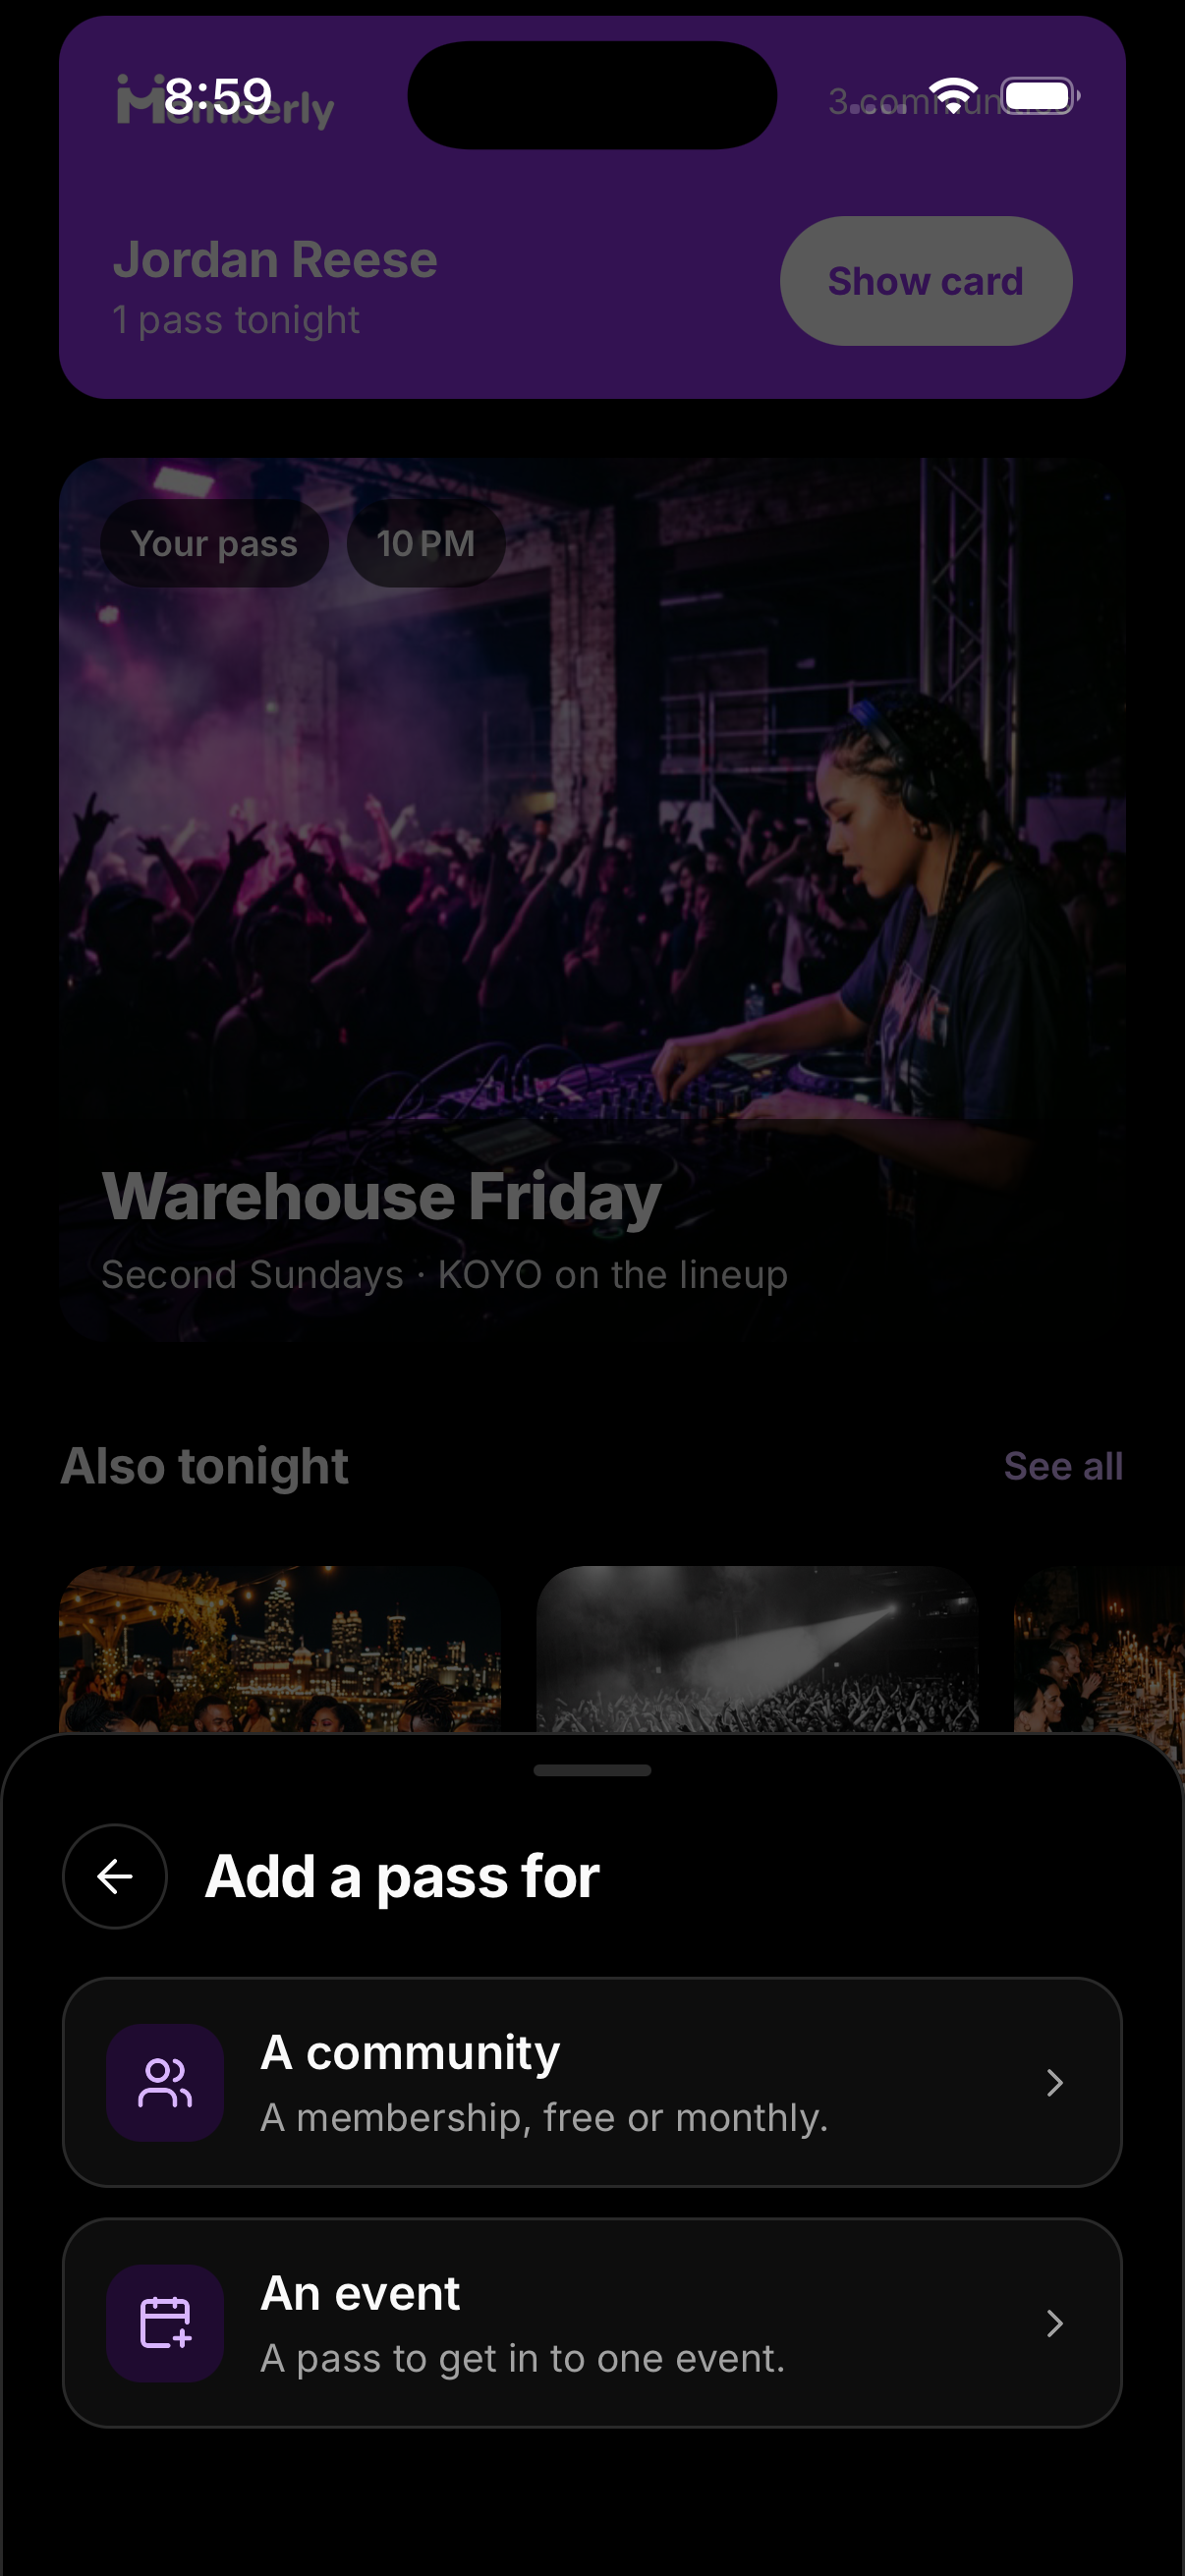 8:59
Memberly
Jordan Reese
1 pass tonight
Show card
Your pass
10 PM
Warehouse Friday
Second Sundays · KOYO on the lineup
Also tonight
See all
Add a pass for
A community
A membership, free or monthly.
An event
A pass to get in to one event.